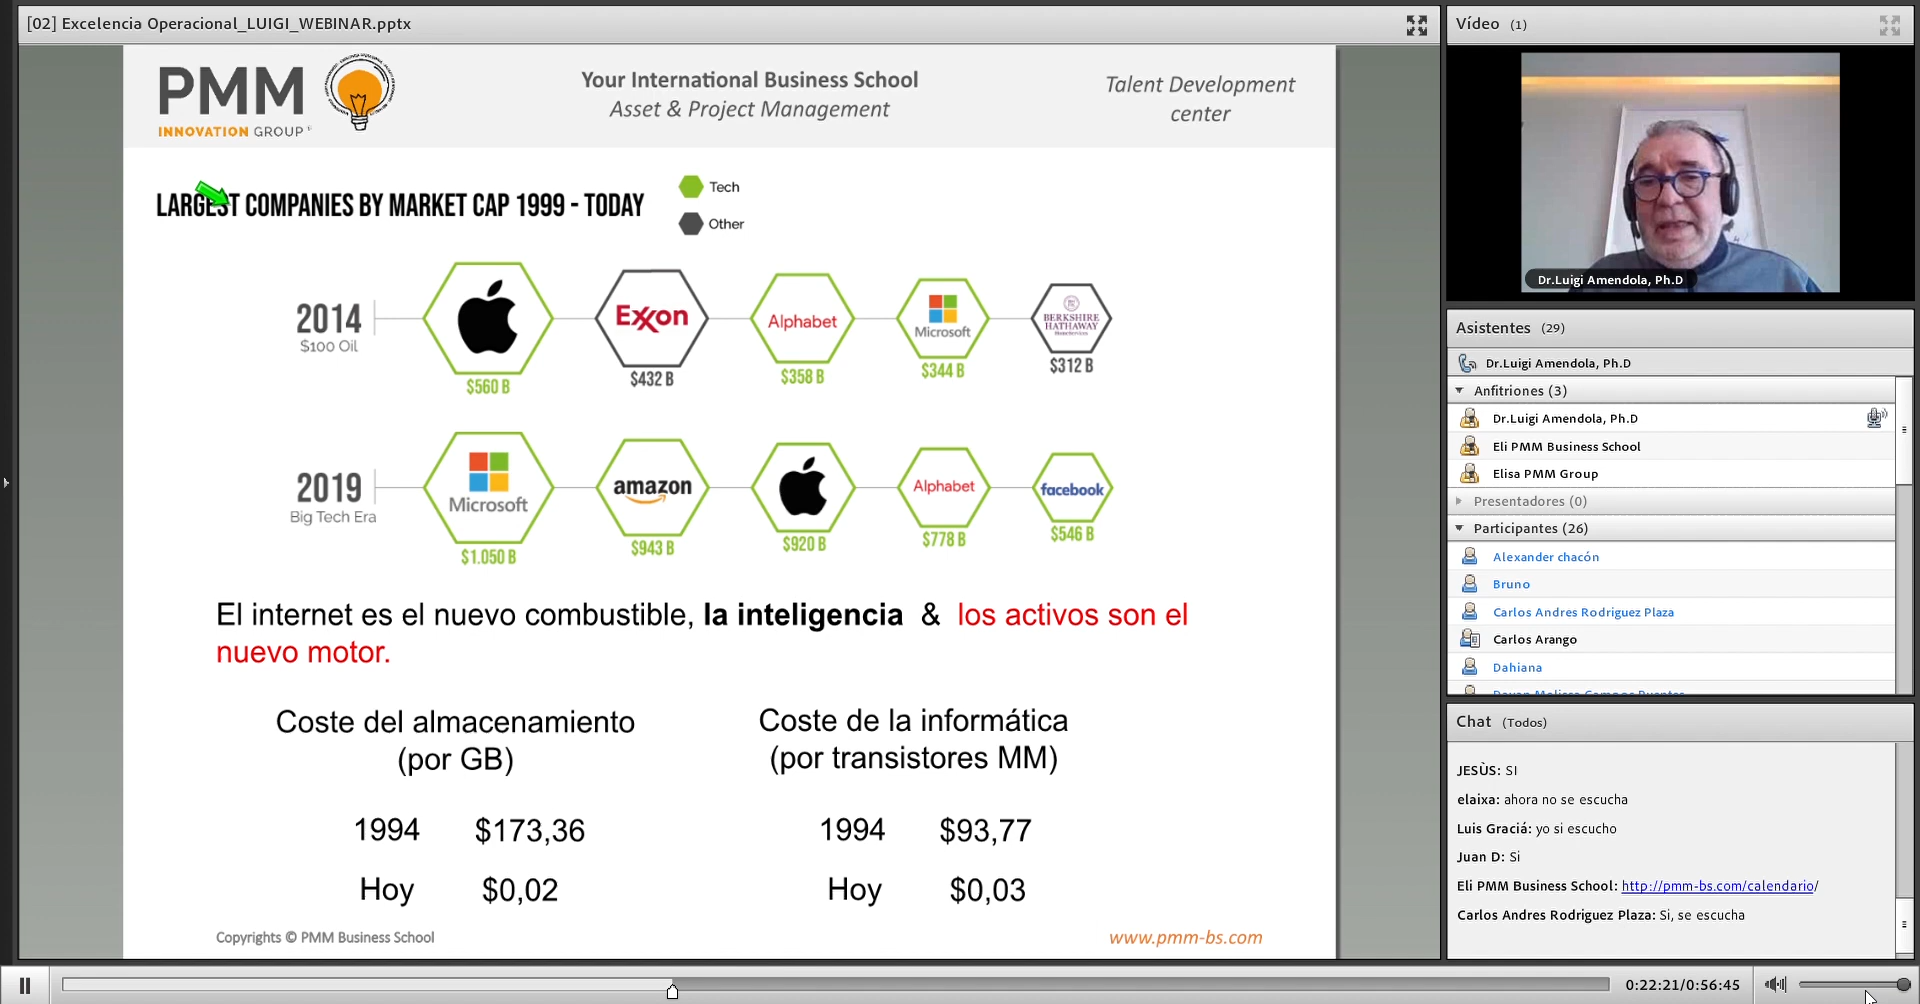 [02] Excelencia Operacional_LUIGI_WEBINAR.pptx
PMM
INNOVATION GROUP
Your International Business School
Asset & Project Management
Talent Development
center
LARGEST COMPANIES BY MARKET CAP 1999 - TODAY
Tech
Other
2014
$100 Oil
Exxon
Alphabet
Microsoft
BERKSHIRE
HATHAWAY
HomeServices
$560 B
$432 B
$358 B
$344 B
$312 B
2019
Big Tech Era
Microsoft
amazon
Alphabet
facebook
$1.050 B
$943 B
$920 B
$778 B
$546 B
El internet es el nuevo combustible, la inteligencia & los activos son el
nuevo motor.
Coste del almacenamiento
(por GB)
1994 $173,36
Hoy $0,02
Coste de la informática
(por transistores MM)
1994 $93,77
Hoy $0,03
Copyrights © PMM Business School
www.pmm-bs.com
Vídeo (1)
Dr.Luigi Amendola, Ph.D
Asistentes (29)
Dr.Luigi Amendola, Ph.D
Anfitriones (3)
Dr.Luigi Amendola, Ph.D
Eli PMM Business School
Elisa PMM Group
Presentadores (0)
Participantes (26)
Alexander chacón
Bruno
Carlos Andres Rodriguez Plaza
Carlos Arango
Dahiana
Chat (Todos)
JESÙS: SI
elaixa: ahora no se escucha
Luis Graciá: yo si escucho
Juan D: Si
Eli PMM Business School: http://pmm-bs.com/calendario/
Carlos Andres Rodriguez Plaza: Si, se escucha
0:22:21/0:56:45